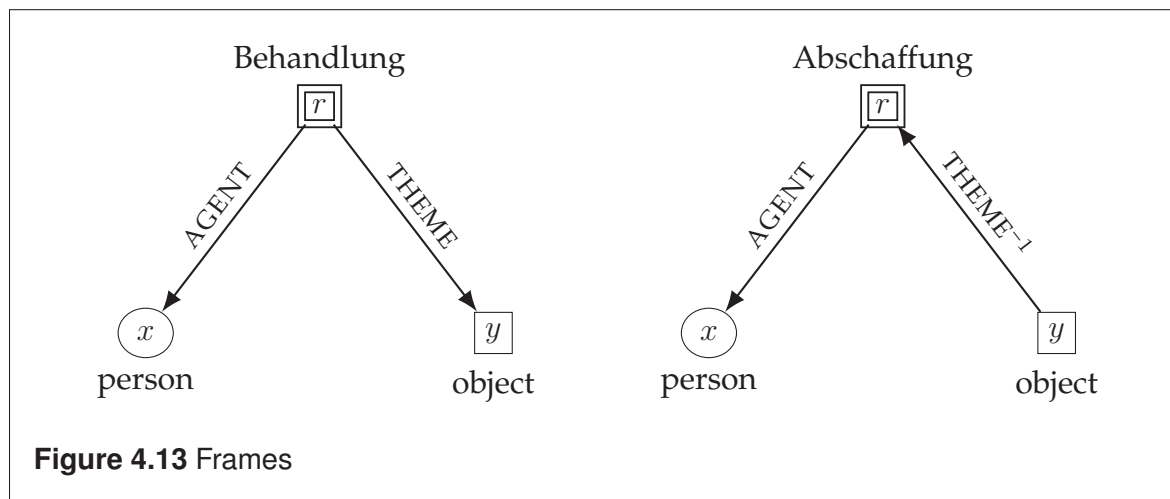 Behandlung
r
AGENT
THEME
x
y
person
object
Abschaffung
r
AGENT
THEME⁻¹
x
y
person
object
Figure 4.13 Frames